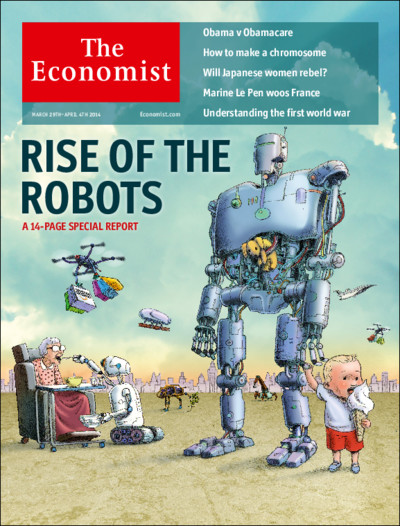 The
Economist
MARCH 29TH–APRIL 4TH 2014
Economist.com
Obama v Obamacare
How to make a chromosome
Will Japanese women rebel?
Marine Le Pen woos France
Understanding the first world war
RISE OF THE
ROBOTS
A 14-PAGE SPECIAL REPORT